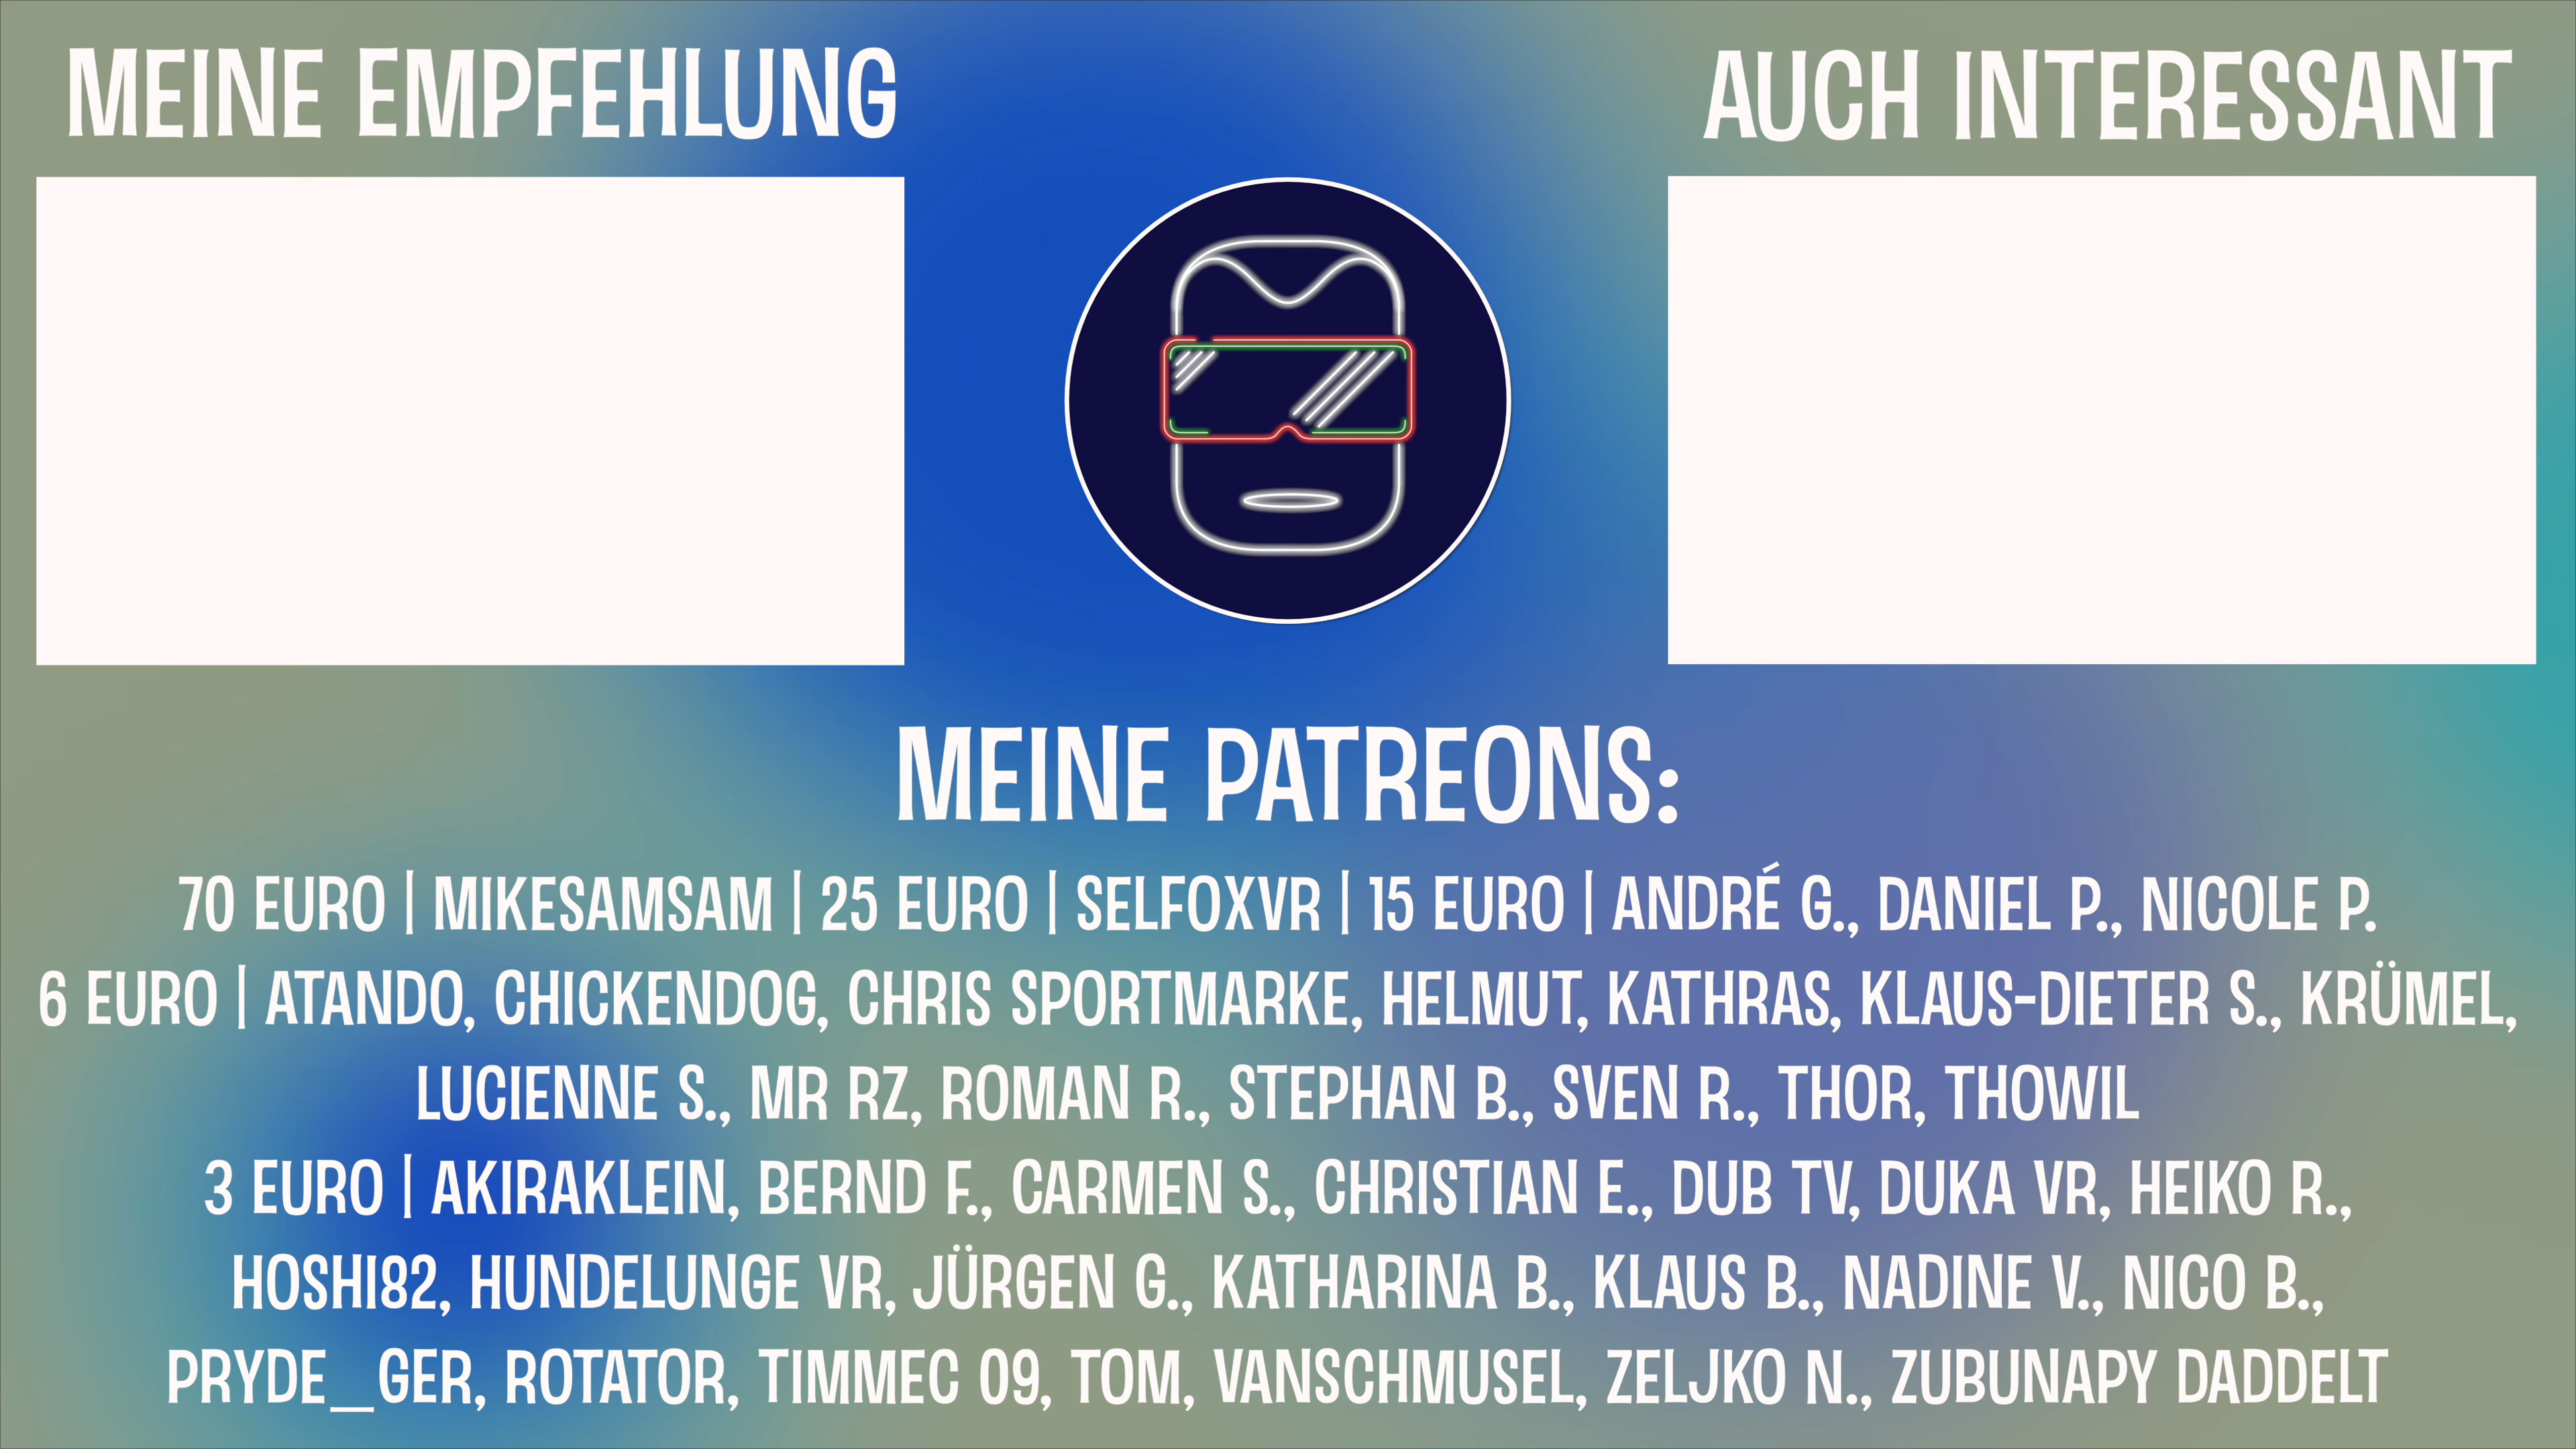 MEINE EMPFEHLUNG
AUCH INTERESSANT
MEINE PATREONS:
70 EURO | MIKESAMSAM | 25 EURO | SELFOXVR | 15 EURO | ANDRÉ G., DANIEL P., NICOLE P.
6 EURO | ATANDO, CHICKENDOG, CHRIS SPORTMARKE, HELMUT, KATHRAS, KLAUS-DIETER S., KRÜMEL,
LUCIENNE S., MR RZ, ROMAN R., STEPHAN B., SVEN R., THOR, THOWIL
3 EURO | AKIRAKLEIN, BERND F., CARMEN S., CHRISTIAN E., DUB TV, DUKA VR, HEIKO R.,
HOSHI82, HUNDELUNGE VR, JÜRGEN G., KATHARINA B., KLAUS B., NADINE V., NICO B.,
PRYDE_GER, ROTATOR, TIMMEC 09, TOM, VANSCHMUSEL, ZELJKO N., ZUBUNAPY DADDELT